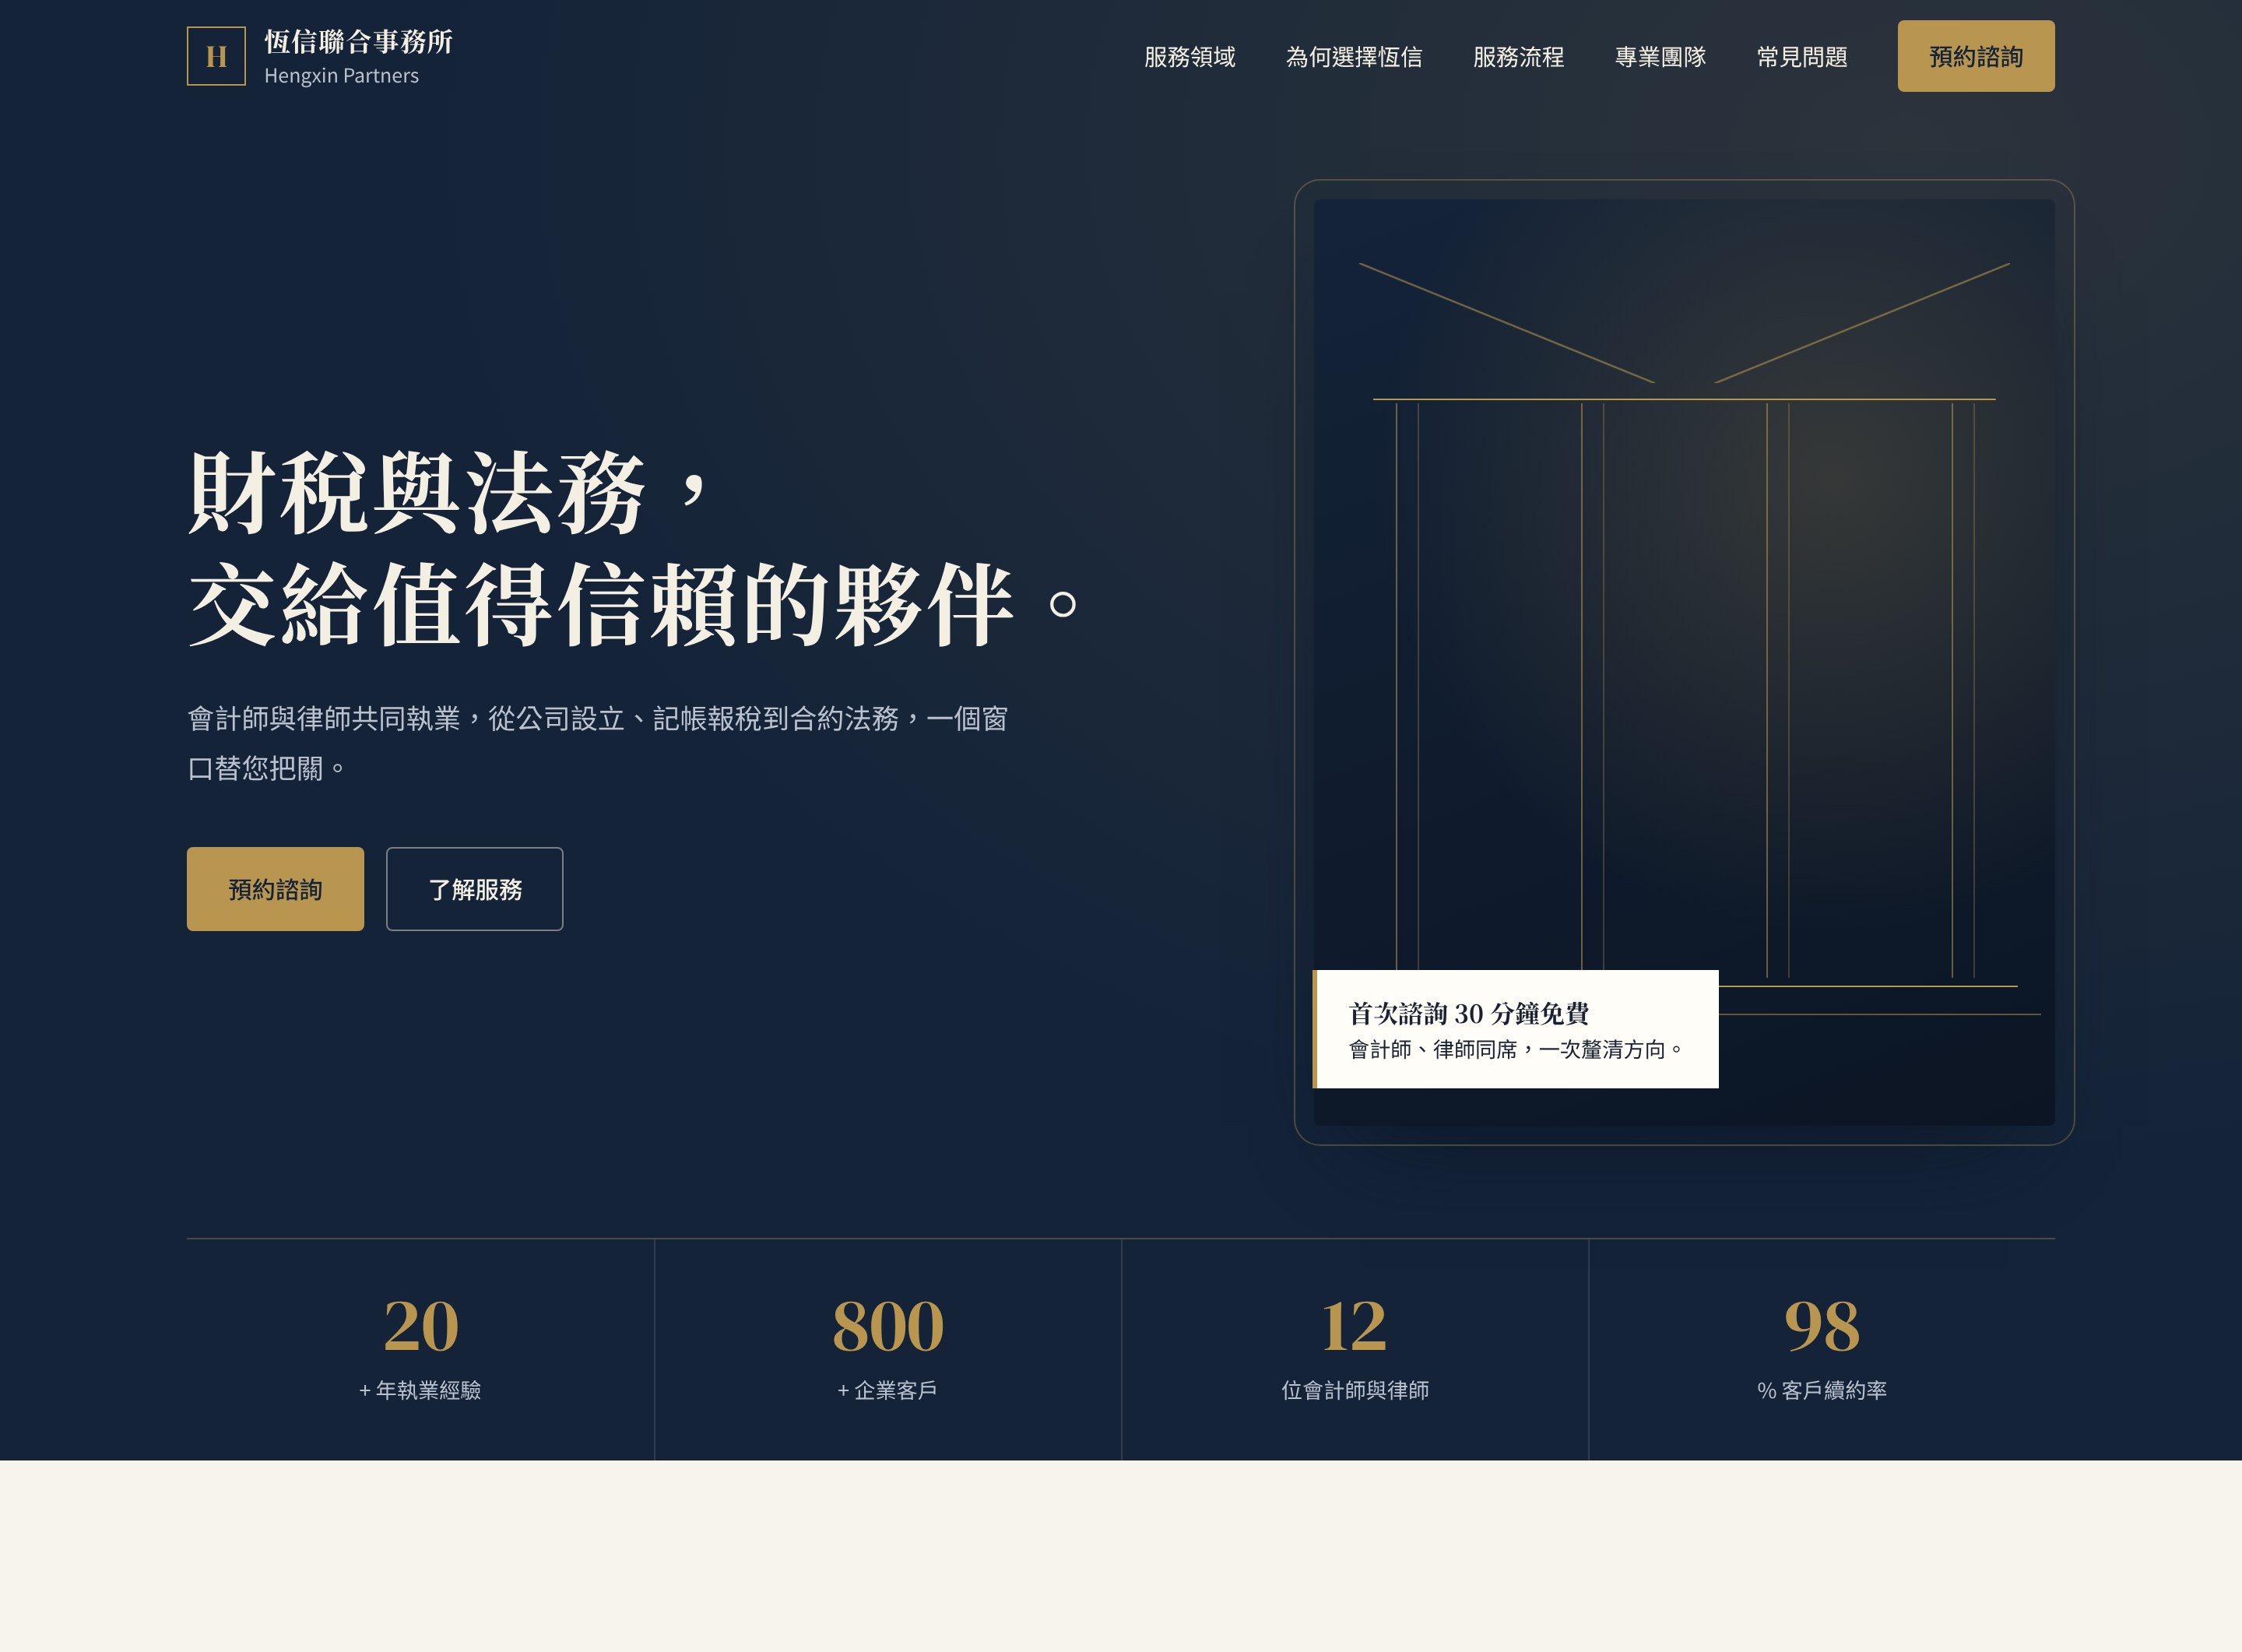 H
恆信聯合事務所
Hengxin Partners
服務領域
為何選擇恆信
服務流程
專業團隊
常見問題
預約諮詢
財稅與法務，
交給值得信賴的夥伴。
會計師與律師共同執業，從公司設立、記帳報稅到合約法務，一個窗
口替您把關。
預約諮詢
了解服務
首次諮詢 30 分鐘免費
會計師、律師同席，一次釐清方向。
20
+ 年執業經驗
800
+ 企業客戶
12
位會計師與律師
98
% 客戶續約率